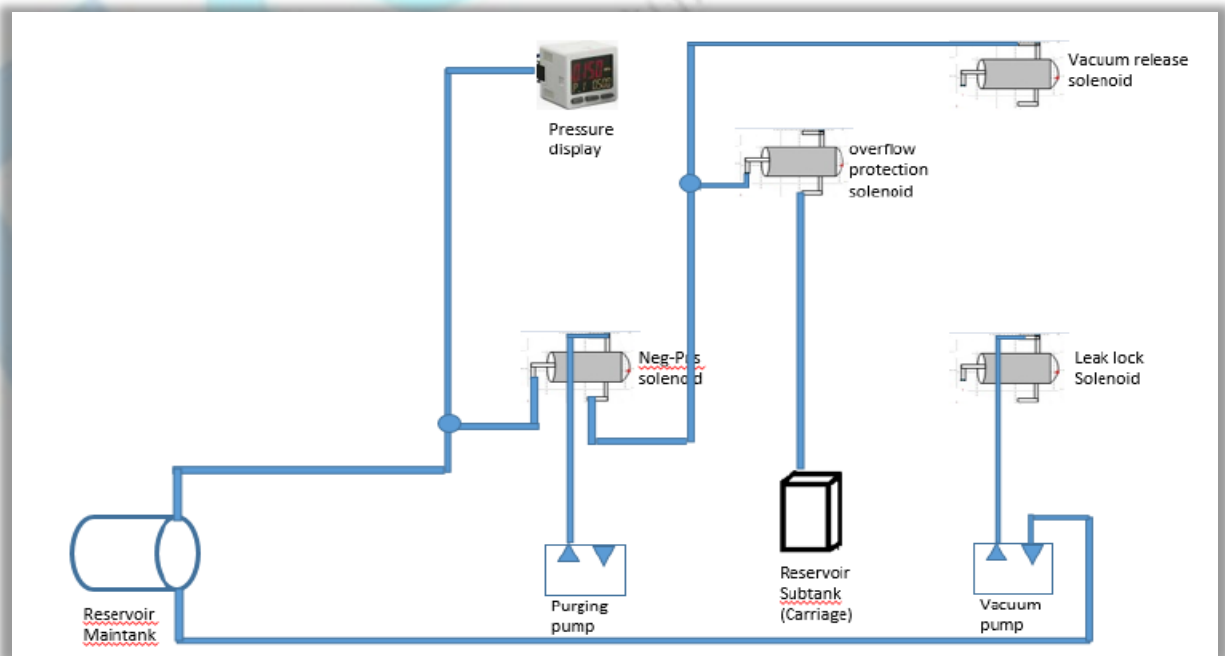 Pressure
display
Vacuum release
solenoid
overflow
protection
solenoid
Neg-Prs
solenoid
Leak lock
Solenoid
Reservoir
Maintank
Purging
pump
Reservoir
Subtank
(Carriage)
Vacuum
pump